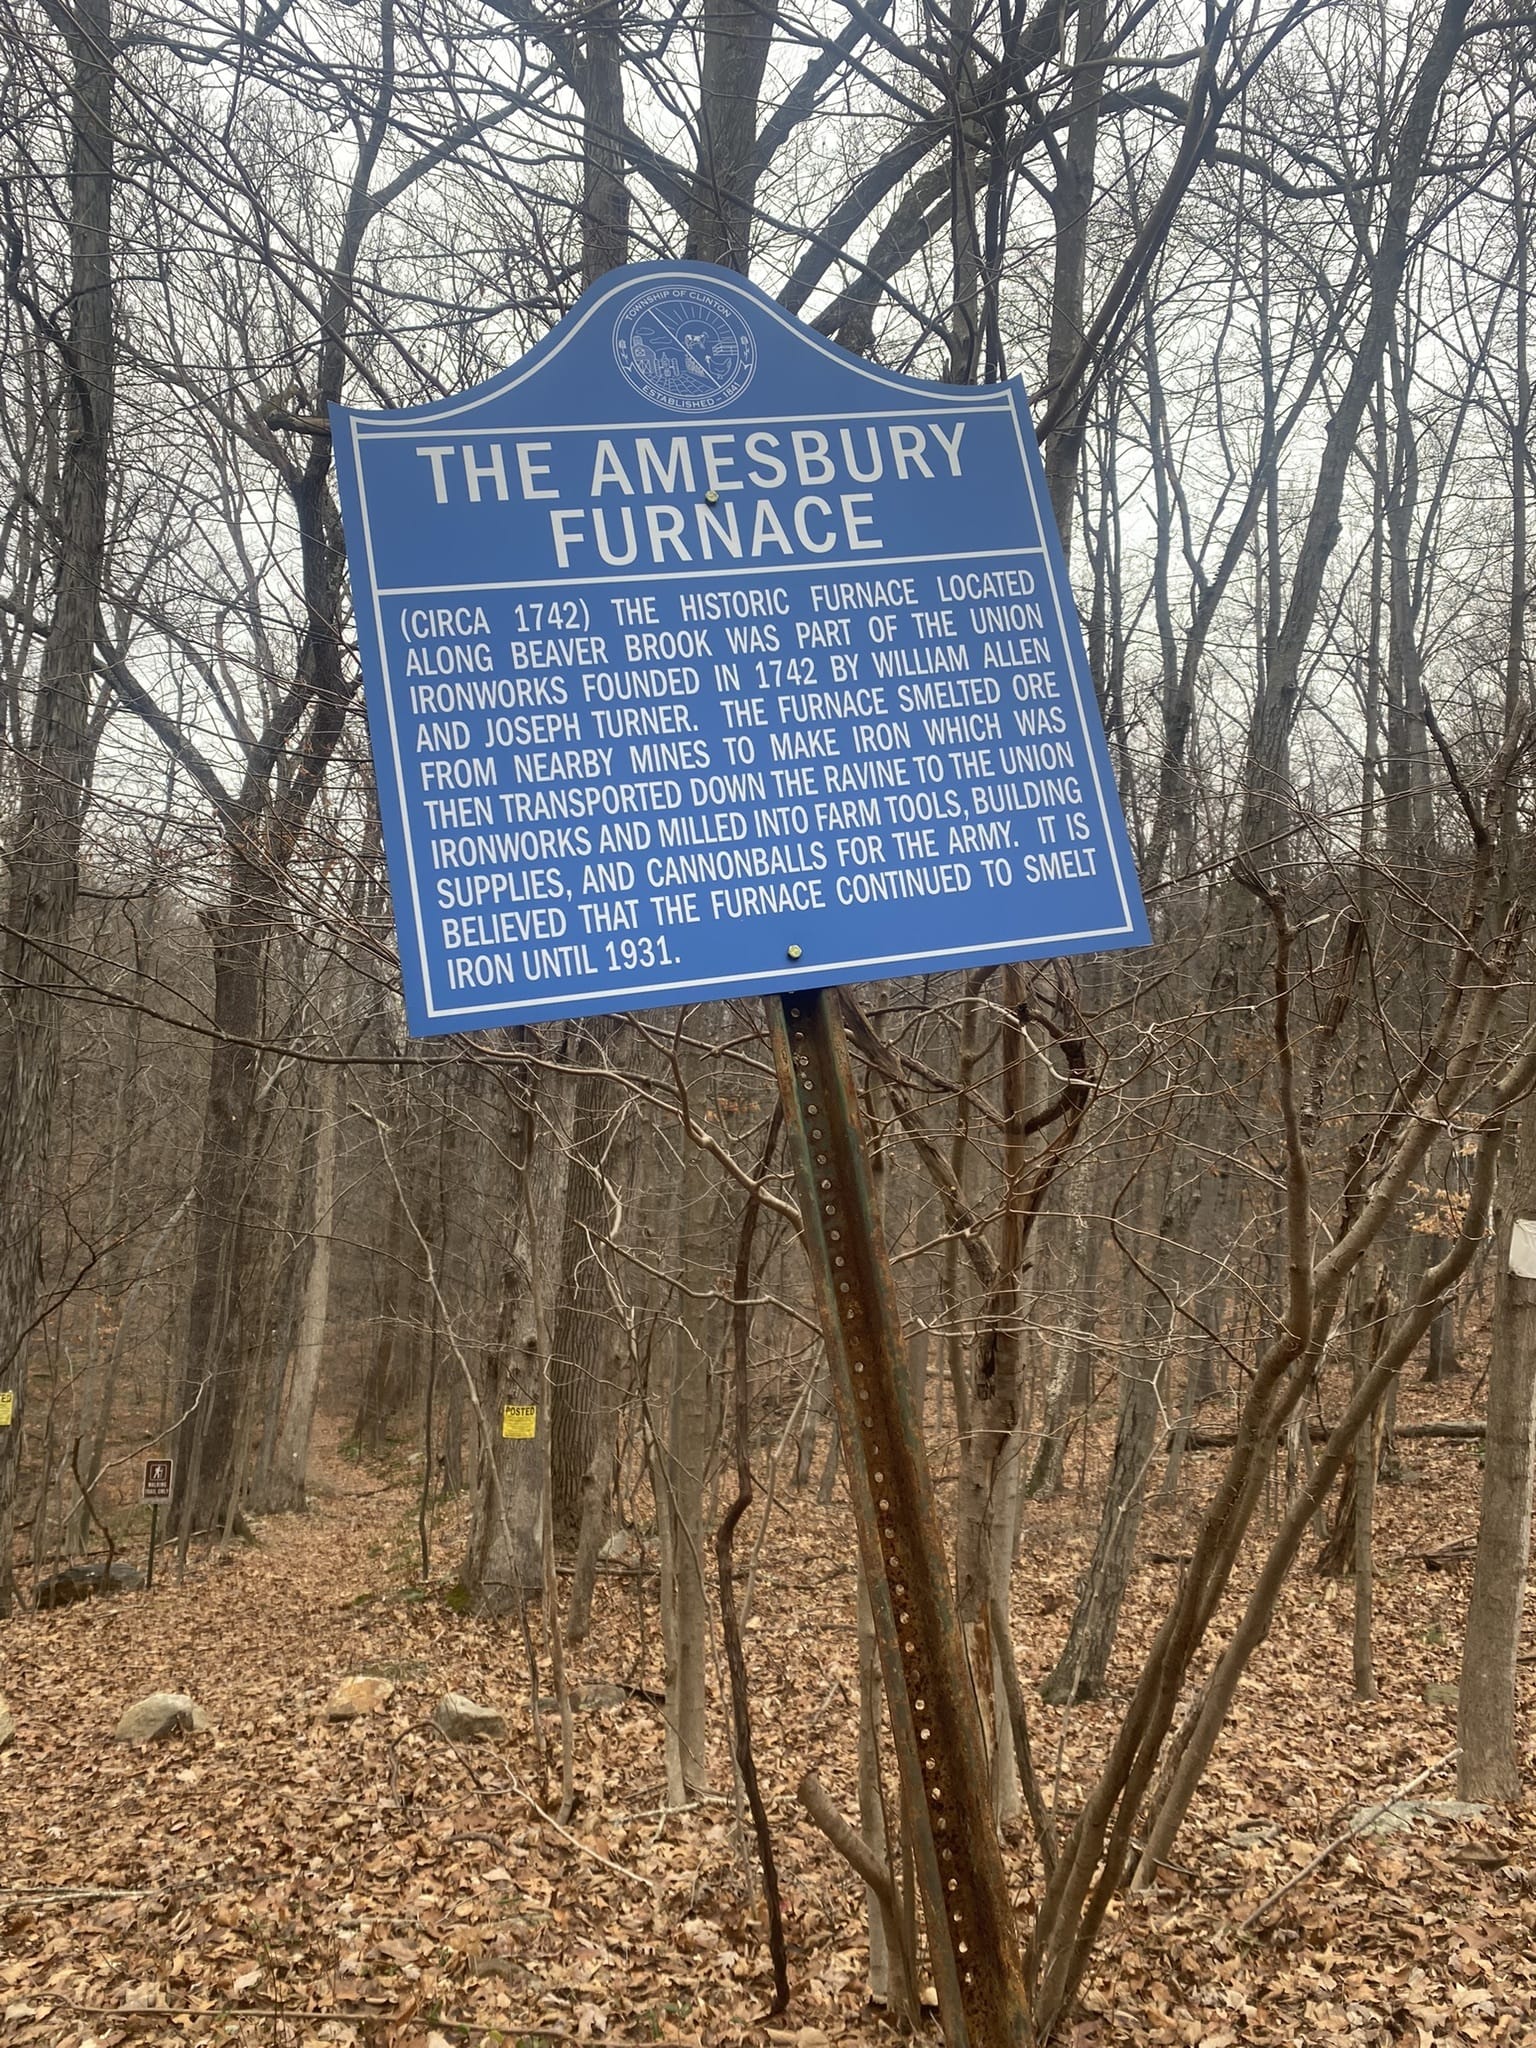 TOWNSHIP OF CLINTON
ESTABLISHED - 1841
THE AMESBURY
FURNACE
(CIRCA 1742) THE HISTORIC FURNACE LOCATED
ALONG BEAVER BROOK WAS PART OF THE UNION
IRONWORKS FOUNDED IN 1742 BY WILLIAM ALLEN
AND JOSEPH TURNER. THE FURNACE SMELTED ORE
FROM NEARBY MINES TO MAKE IRON WHICH WAS
THEN TRANSPORTED DOWN THE RAVINE TO THE UNION
IRONWORKS AND MILLED INTO FARM TOOLS, BUILDING
SUPPLIES, AND CANNONBALLS FOR THE ARMY. IT IS
BELIEVED THAT THE FURNACE CONTINUED TO SMELT
IRON UNTIL 1931.
POSTED
WALKING
TRAIL ONLY